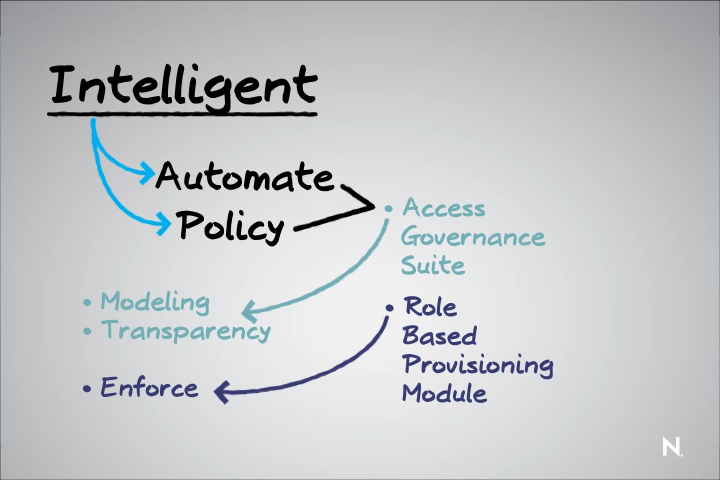 Intelligent
Automate
Policy
• Access
Governance
Suite
• Modeling
• Transparency
• Role
Based
Provisioning
Module
• Enforce
N.